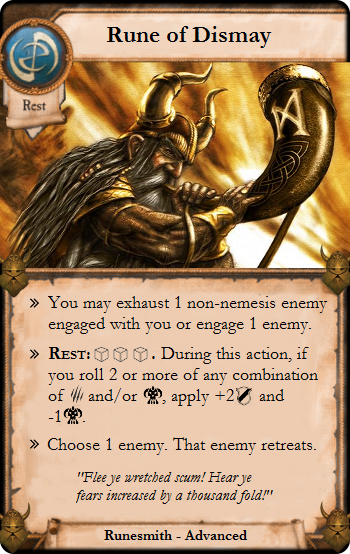 Rune of Dismay
Rest
» You may exhaust 1 non-nemesis enemy
engaged with you or engage 1 enemy.
» REST: . During this action, if
you roll 2 or more of any combination
of and/or , apply +2 and
-1 .
» Choose 1 enemy. That enemy retreats.
"Flee ye wretched scum! Hear ye
fears increased by a thousand fold!"
Runesmith - Advanced